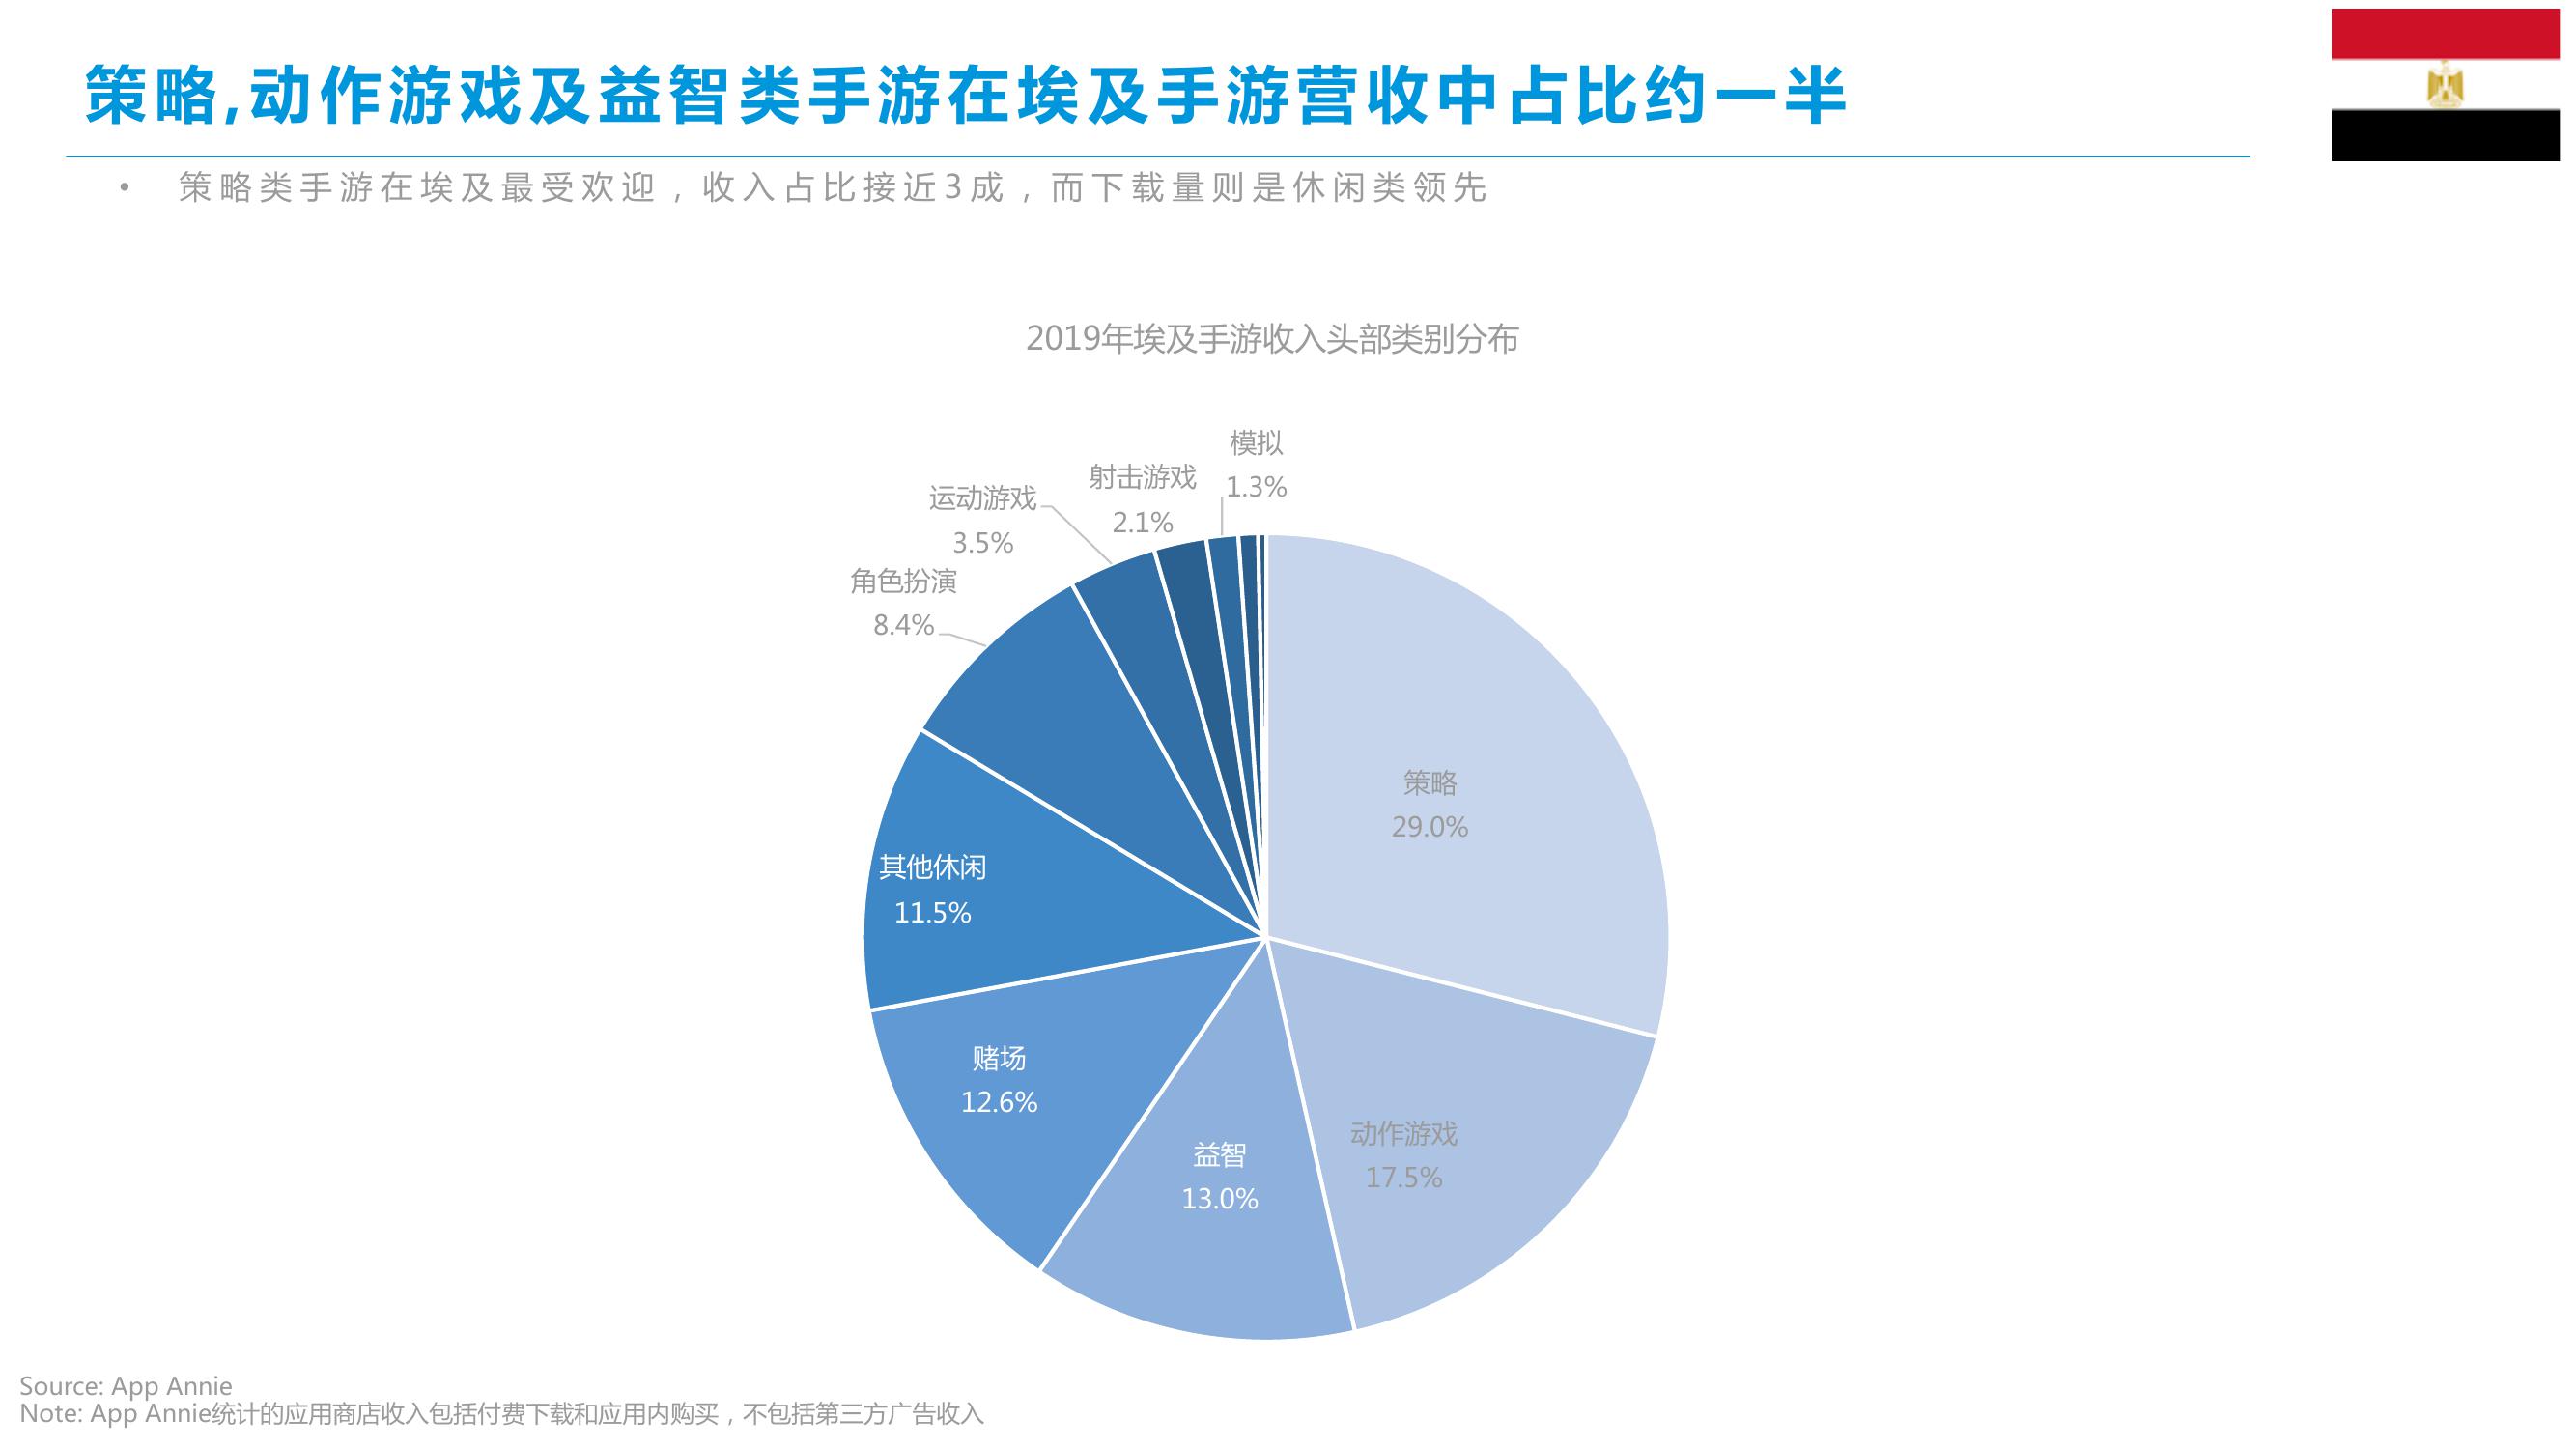 策略,动作游戏及益智类手游在埃及手游营收中占比约一半
• 策略类手游在埃及最受欢迎，收入占比接近3成，而下载量则是休闲类领先
2019年埃及手游收入头部类别分布
模拟
1.3%
射击游戏
2.1%
运动游戏
3.5%
角色扮演
8.4%
策略
29.0%
其他休闲
11.5%
赌场
12.6%
动作游戏
17.5%
益智
13.0%
Source: App Annie
Note: App Annie统计的应用商店收入包括付费下载和应用内购买，不包括第三方广告收入